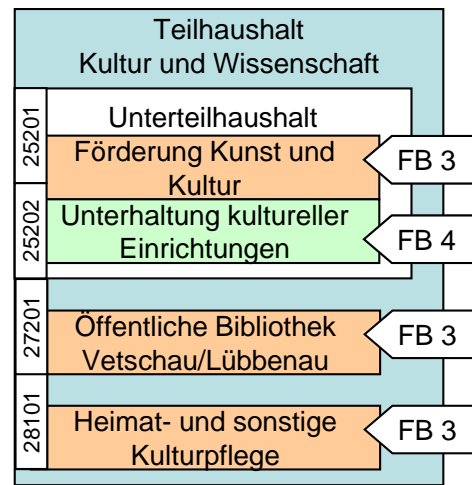 Teilhaushalt
Kultur und Wissenschaft
25201
Unterteilhaushalt
Förderung Kunst und
Kultur
FB 3
25202
Unterhaltung kultureller
Einrichtungen
FB 4
27201
Öffentliche Bibliothek
Vetschau/Lübbenau
FB 3
28101
Heimat- und sonstige
Kulturpflege
FB 3